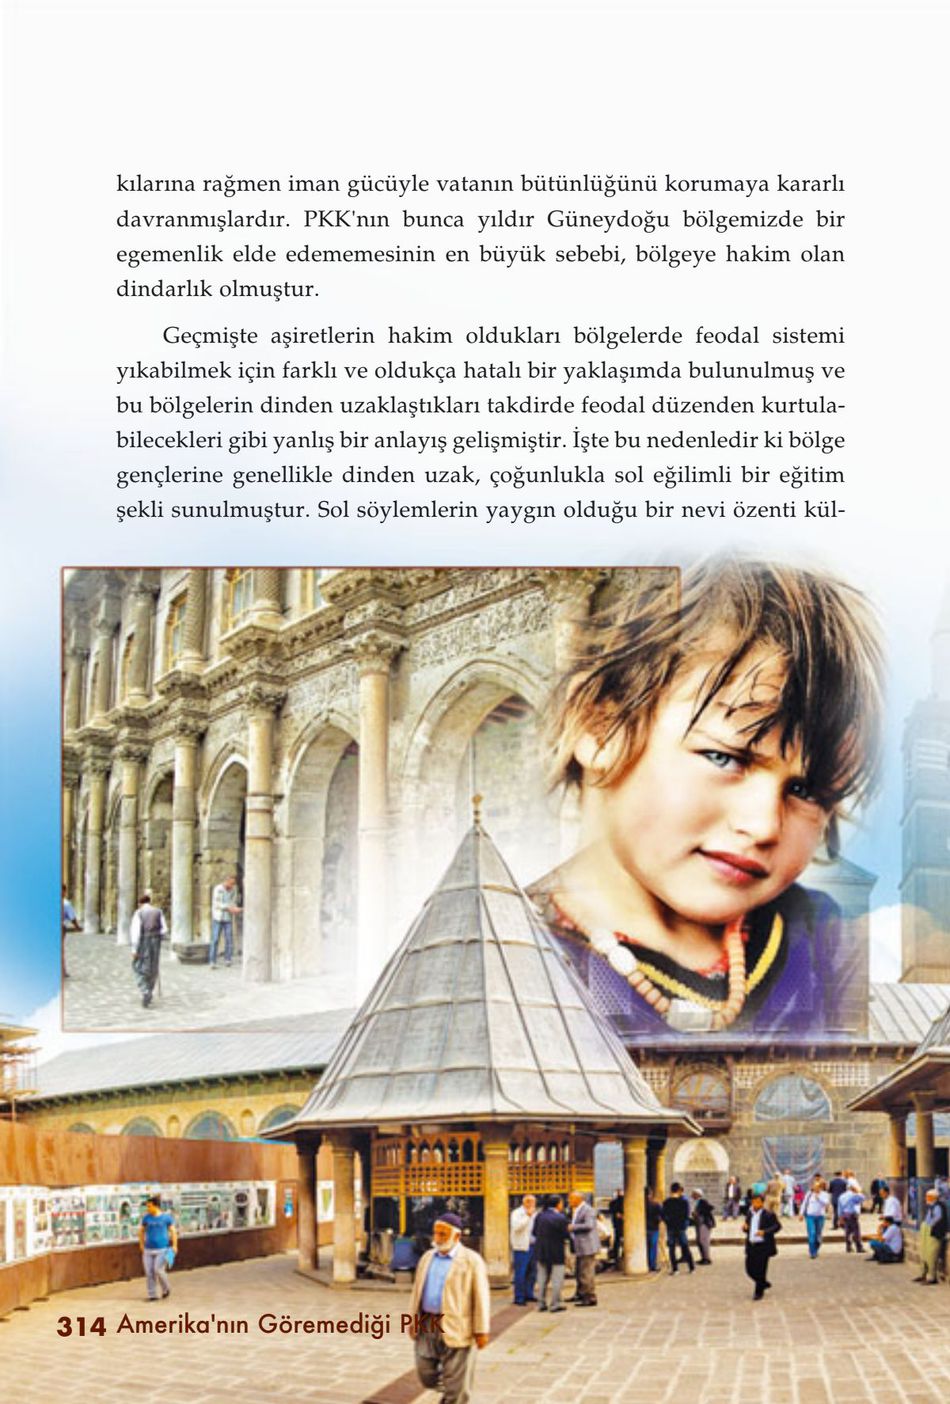 kılarına rağmen iman gücüyle vatanın bütünlüğünü korumaya kararlı
davranmışlardır. PKK'nın bunca yıldır Güneydoğu bölgemizde bir
egemenlik elde edememesinin en büyük sebebi, bölgeye hakim olan
dindarlık olmuştur.
Geçmişte aşiretlerin hakim oldukları bölgelerde feodal sistemi
yıkabilmek için farklı ve oldukça hatalı bir yaklaşımda bulunulmuş ve
bu bölgelerin dinden uzaklaştıkları takdirde feodal düzenden kurtula-
bilecekleri gibi yanlış bir anlayış gelişmiştir. İşte bu nedenledir ki bölge
gençlerine genellikle dinden uzak, çoğunlukla sol eğilimli bir eğitim
şekli sunulmuştur. Sol söylemlerin yaygın olduğu bir nevi özenti kül-
314 Amerika'nın Göremediği PKK